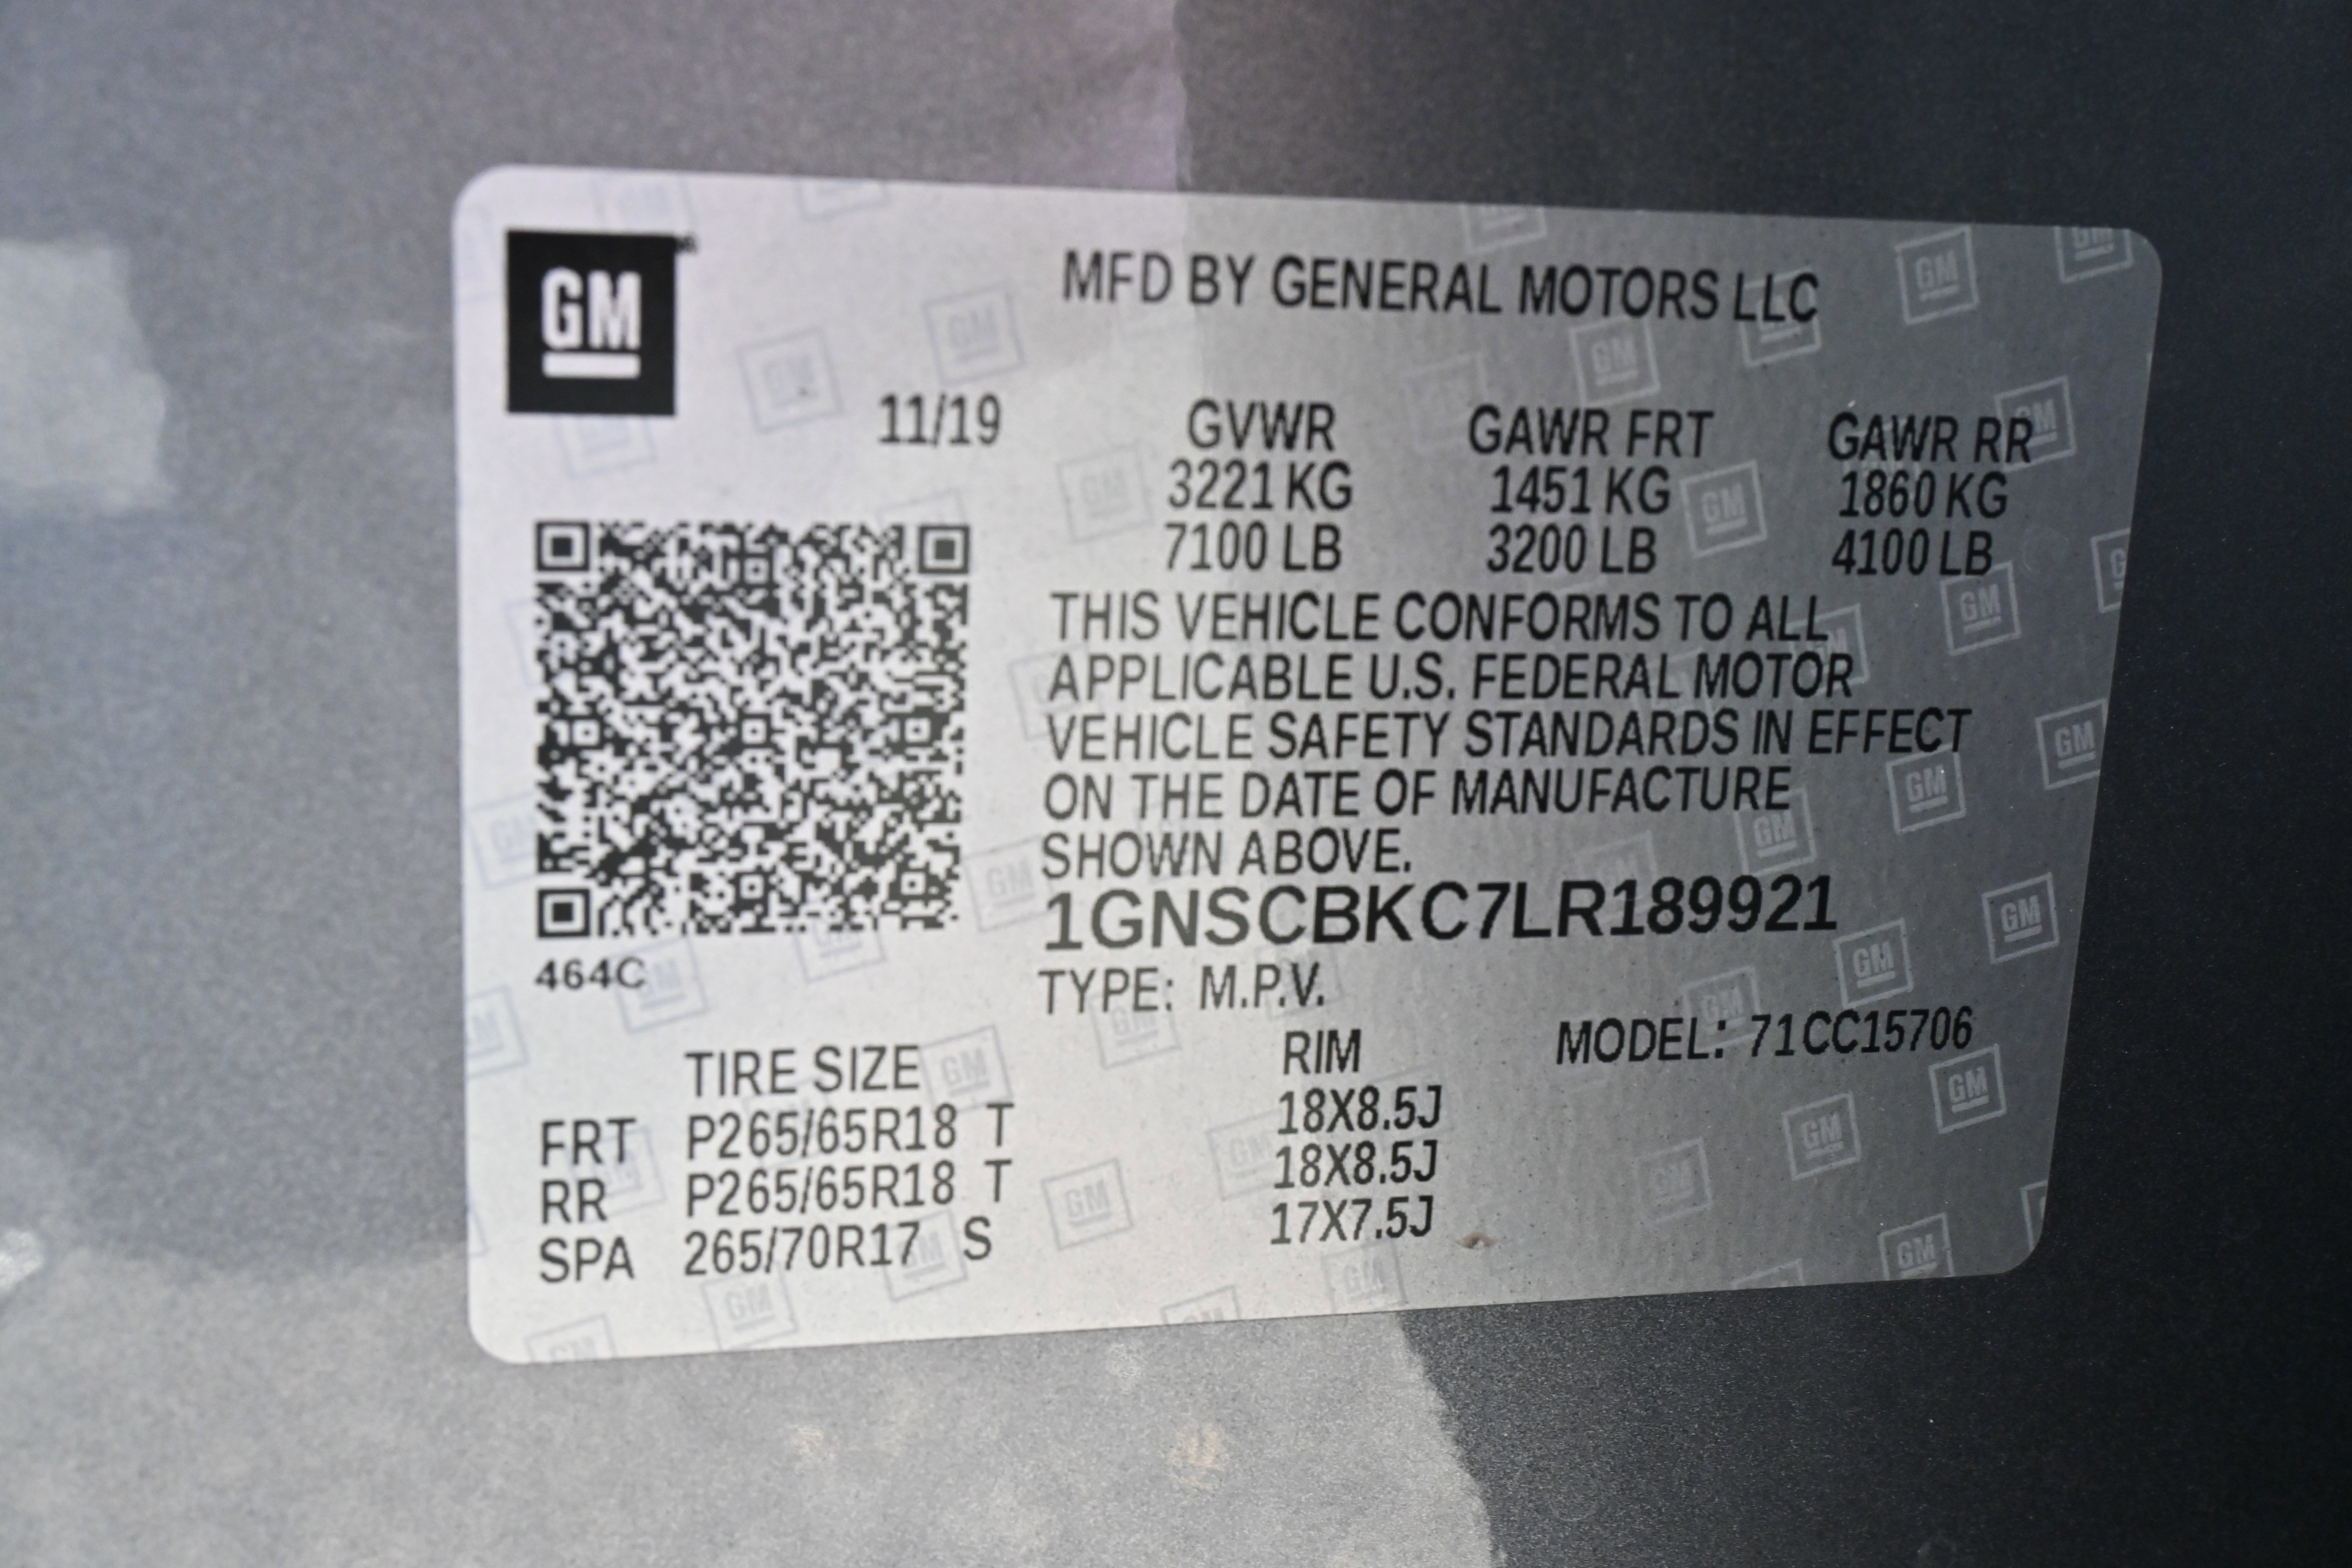 GM
MFD BY GENERAL MOTORS LLC
11/19 GVWR GAWR FRT GAWR RR
3221 KG 1451 KG 1860 KG
7100 LB 3200 LB 4100 LB
THIS VEHICLE CONFORMS TO ALL
APPLICABLE U.S. FEDERAL MOTOR
VEHICLE SAFETY STANDARDS IN EFFECT
ON THE DATE OF MANUFACTURE
SHOWN ABOVE.
1GNSCBKC7LR189921
464C
TYPE: M.P.V.
MODEL: 71CC15706
TIRE SIZE RIM
FRT P265/65R18 T 18X8.5J
RR P265/65R18 T 18X8.5J
SPA 265/70R17 S 17X7.5J